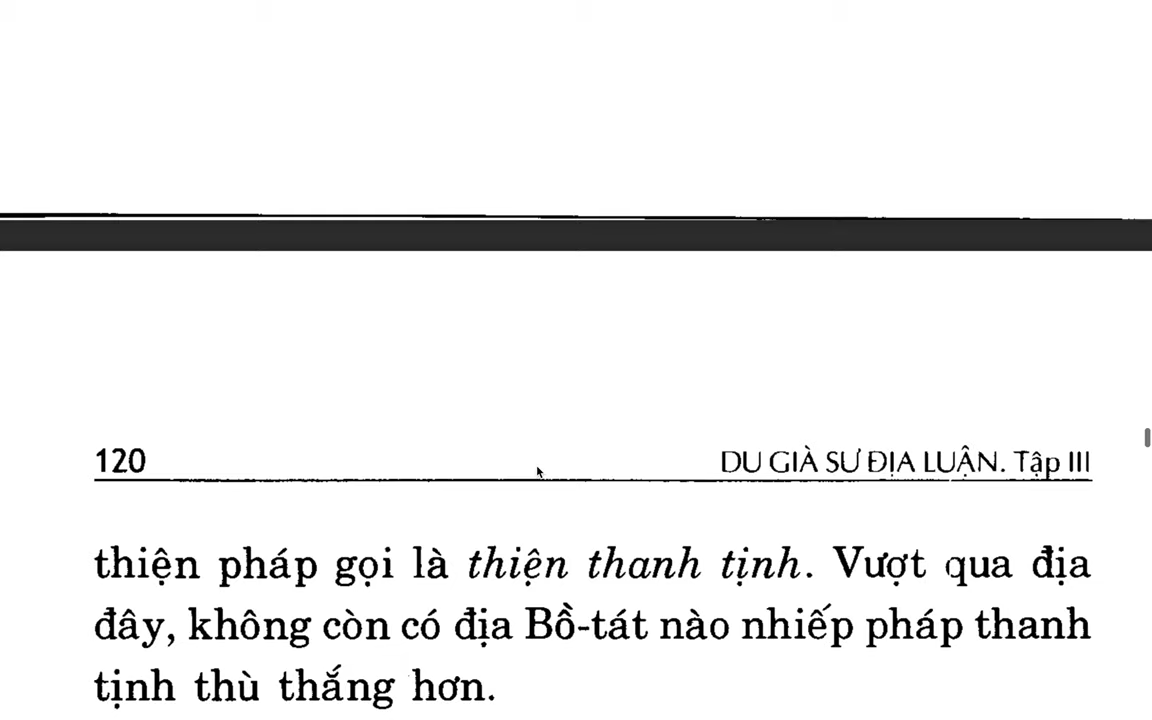 120
DU GIÀ SƯ ĐỊA LUẬN. Tập III
thiện pháp gọi là thiện thanh tịnh. Vượt qua địa
đây, không còn có địa Bồ-tát nào nhiếp pháp thanh
tịnh thù thắng hơn.